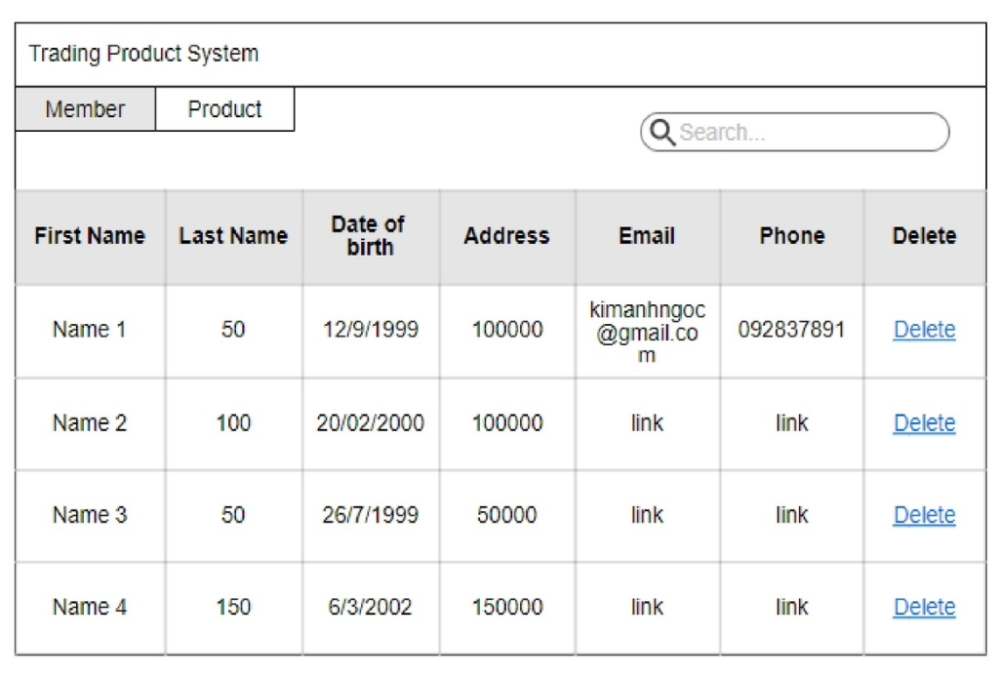 Trading Product System
Member Product
Search...
First Name Last Name Date of birth Address Email Phone Delete
Name 1 50 12/9/1999 100000 kimanhngoc@gmail.com 092837891 Delete
Name 2 100 20/02/2000 100000 link link Delete
Name 3 50 26/7/1999 50000 link link Delete
Name 4 150 6/3/2002 150000 link link Delete